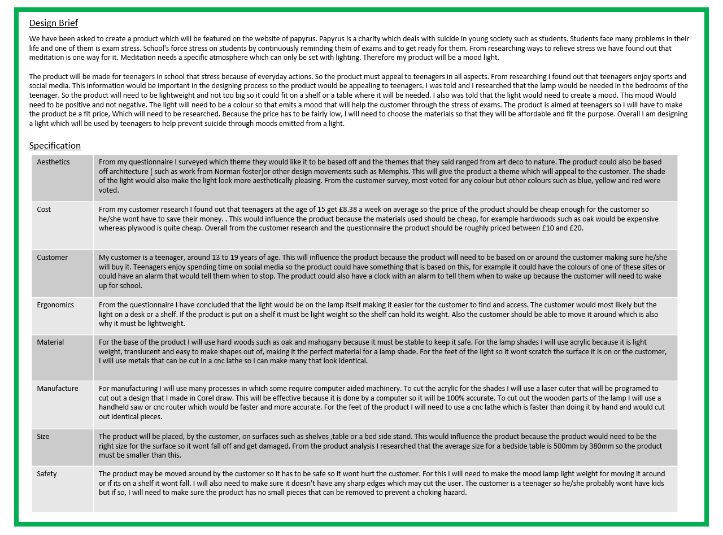 Design Brief
We have been asked to create a product which will be featured on the website of papyrus. Papyrus is a charity which deals with suicide in young society such as students. Students face many problems in their
life and one of them is exam stress. School's force stress on students by continuously reminding them of exams and to get ready for them. From researching ways to relieve stress we have found out that
meditation is one way for it. Meditation needs a specific atmosphere which can only be set with lighting. Therefore my product will be a mood light.
The product will be made for teenagers in school that stress because of everyday actions. So the product must appeal to teenagers in all aspects. From researching I found out that teenagers enjoy sports and
social media. This information would be important in the designing process so the product would be appealing to teenagers. I was told and I researched that the lamp would be needed in the bedrooms of the
teenager. So the product will need to be lightweight and not too big so it could fit on a shelf or a table where it will be needed. I also was told that the light would need to create a mood. This mood Would
need to be positive and not negative. The light will need to be a colour so that emits a mood that will help the customer through the stress of exams. The product is aimed at teenagers so I will have to make
the product be a fit price, Which will need to be researched. Because the price has to be fairly low, I will need to choose the materials so that they will be affordable and fit the purpose. Overall I am designing
a light which will be used by teenagers to help prevent suicide through moods emitted from a light.
Specification
Aesthetics
From my questionnaire I surveyed which theme they would like it to be based off and the themes that they said ranged from art deco to nature. The product could also be based
off architecture ( such as work from Norman foster)or other design movements such as Memphis. This will give the product a theme which will appeal to the customer. The shade
of the light would also make the light look more aesthetically pleasing. From the customer survey, most voted for any colour but other colours such as blue, yellow and red were
voted.
Cost
From my customer research I found out that teenagers at the age of 15 get £8.38 a week on average so the price of the product should be cheap enough for the customer so
he/she wont have to save their money. . This would influence the product because the materials used should be cheap, for example hardwoods such as oak would be expensive
whereas plywood is quite cheap. Overall from the customer research and the questionnaire the product should be roughly priced between £10 and £20.
Customer
My customer is a teenager, around 13 to 19 years of age. This will influence the product because the product will need to be based on or around the customer making sure he/she
will buy it. Teenagers enjoy spending time on social media so the product could have something that is based on this, for example it could have the colours of one of these sites or
could have an alarm that would tell them when to stop. The product could also have a clock with an alarm to tell them when to wake up because the customer will need to wake
up for school.
Ergonomics
From the questionnaire I have concluded that the light would be on the lamp itself making it easier for the customer to find and access. The customer would most likely but the
light on a desk or a shelf. If the product is put on a shelf it must be light weight so the shelf can hold its weight. Also the customer should be able to move it around which is also
why it must be lightweight.
Material
For the base of the product I will use hard woods such as oak and mahogany because it must be stable to keep it safe. For the lamp shades I will use acrylic because it is light
weight, translucent and easy to make shapes out of, making it the perfect material for a lamp shade. For the feet of the light so it wont scratch the surface it is on or the customer,
I will use metals that can be cut in a cnc lathe so I can make many that look identical.
Manufacture
For manufacturing I will use many processes in which some require computer aided machinery. To cut the acrylic for the shades I will use a laser cuter that will be programed to
cut out a design that I made in Corel draw. This will be effective because it is done by a computer so it will be 100% accurate. To cut out the wooden parts of the lamp I will use a
handheld saw or cnc router which would be faster and more accurate. For the feet of the product I will need to use a cnc lathe which is faster than doing it by hand and would cut
out identical pieces.
Size
The product will be placed, by the customer, on surfaces such as shelves ,table or a bed side stand. This would influence the product because the product would need to be the
right size for the surface so it wont fall off and get damaged. From the product analysis I researched that the average size for a bedside table is 500mm by 380mm so the product
must be smaller than this.
Safety
The product may be moved around by the customer so it has to be safe so it wont hurt the customer. For this I will need to make the mood lamp light weight for moving it around
or if its on a shelf it wont fall. I will also need to make sure it doesn't have any sharp edges which may cut the user. The customer is a teenager so he/she probably wont have kids
but if so, I will need to make sure the product has no small pieces that can be removed to prevent a choking hazard.